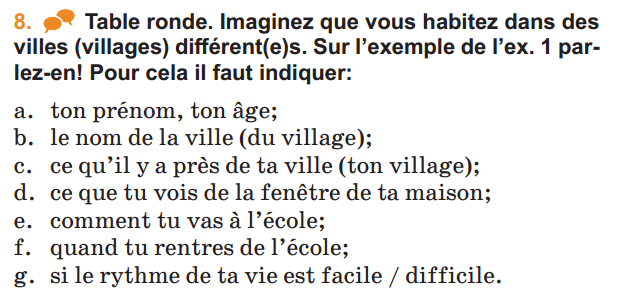 8. Table ronde. Imaginez que vous habitez dans des
villes (villages) différent(e)s. Sur l’exemple de l’ex. 1 par-
lez-en! Pour cela il faut indiquer:
a. ton prénom, ton âge;
b. le nom de la ville (du village);
c. ce qu’il y a près de ta ville (ton village);
d. ce que tu vois de la fenêtre de ta maison;
e. comment tu vas à l’école;
f. quand tu rentres de l’école;
g. si le rythme de ta vie est facile / difficile.